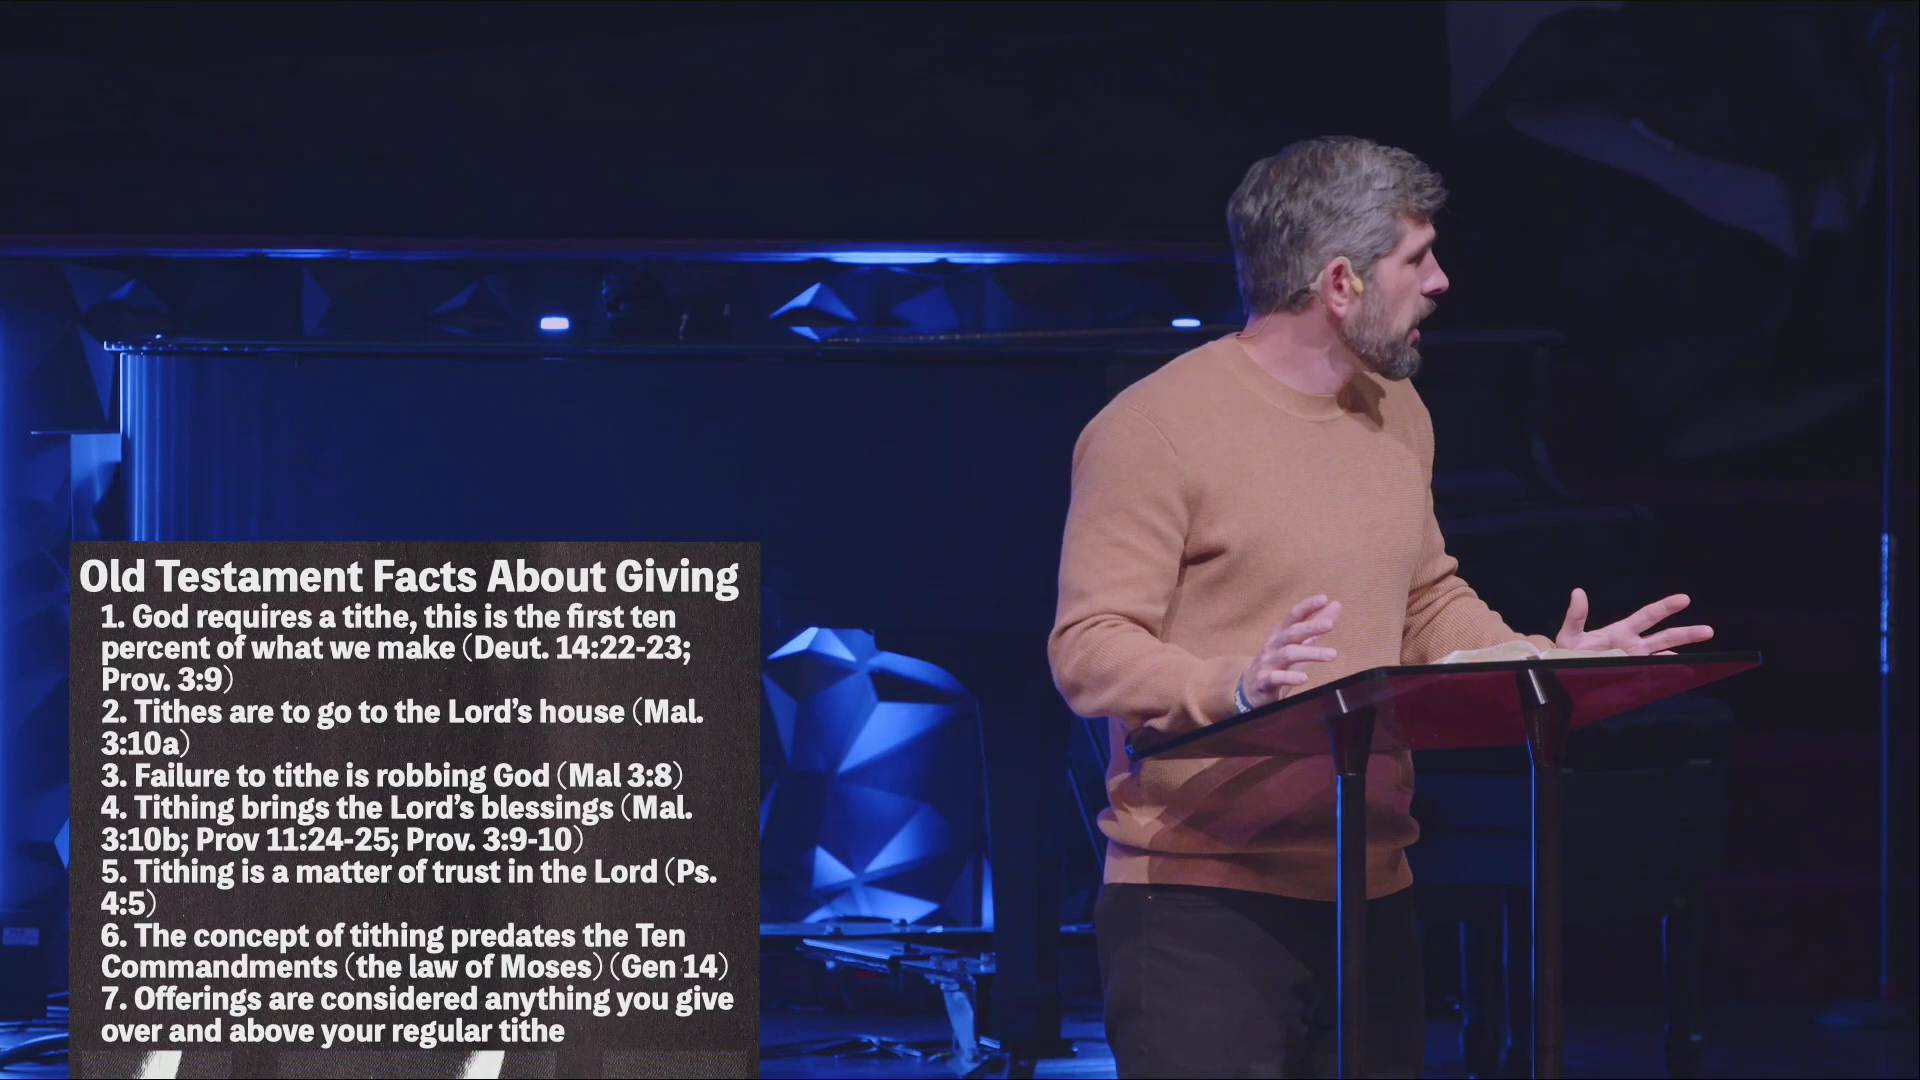 Old Testament Facts About Giving
1. God requires a tithe, this is the first ten
percent of what we make (Deut. 14:22-23;
Prov. 3:9)
2. Tithes are to go to the Lord’s house (Mal.
3:10a)
3. Failure to tithe is robbing God (Mal 3:8)
4. Tithing brings the Lord’s blessings (Mal.
3:10b; Prov 11:24-25; Prov. 3:9-10)
5. Tithing is a matter of trust in the Lord (Ps.
4:5)
6. The concept of tithing predates the Ten
Commandments (the law of Moses) (Gen 14)
7. Offerings are considered anything you give
over and above your regular tithe